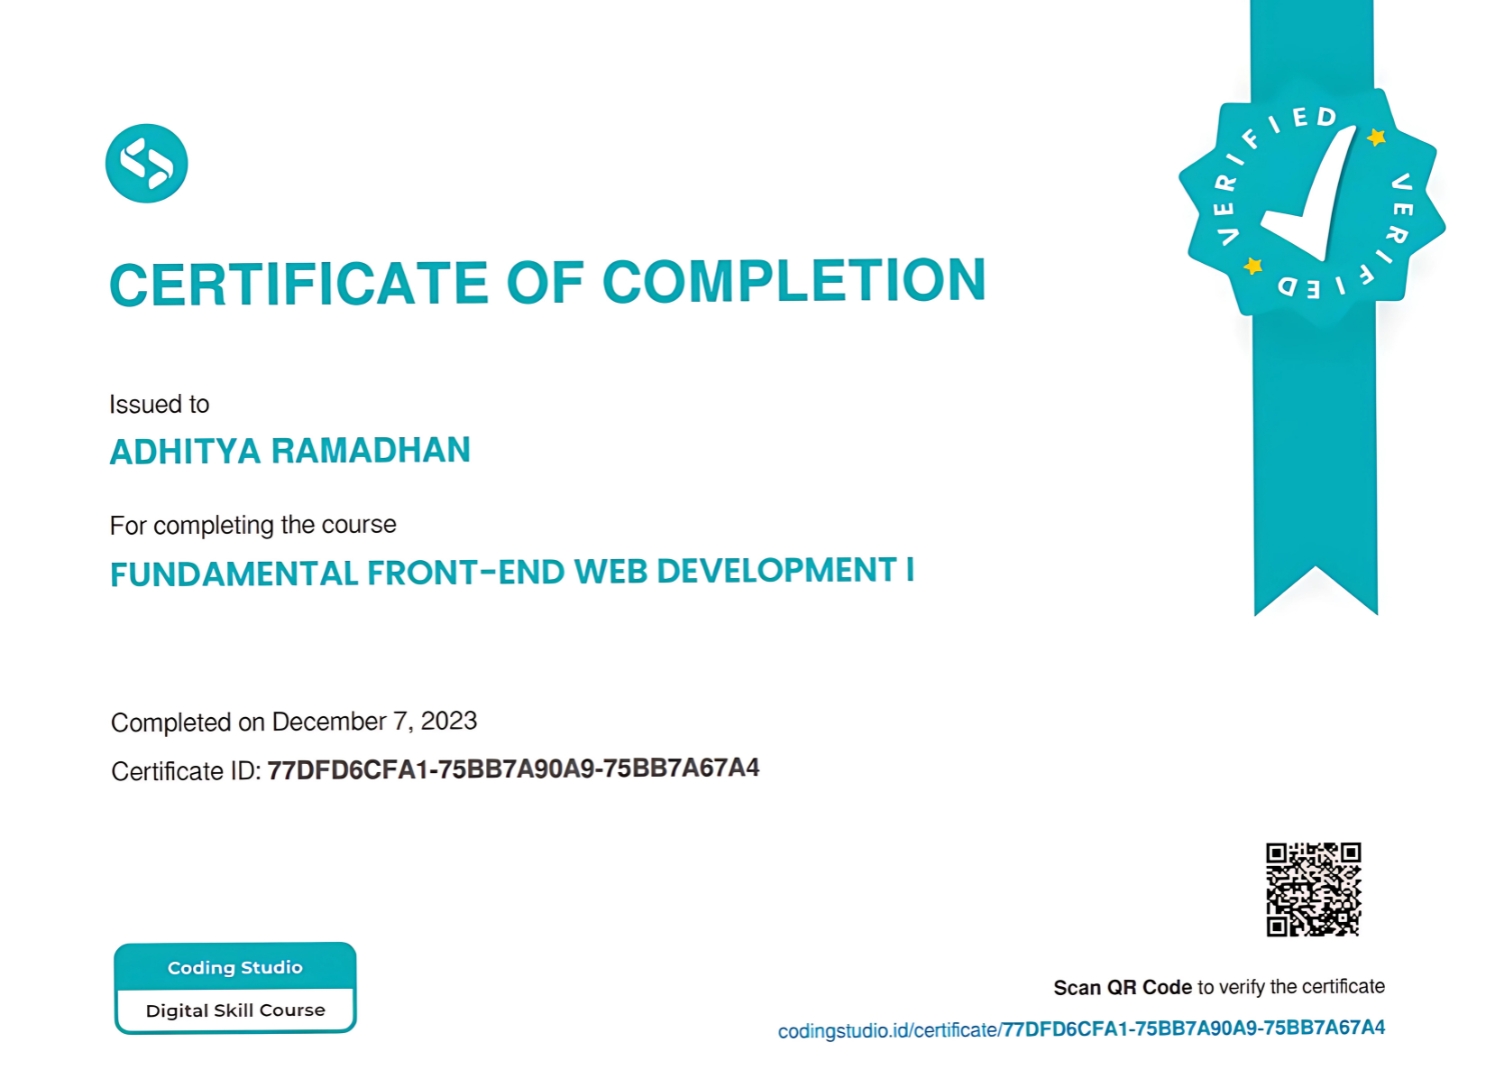 VERIFIED
VERIFIED
CERTIFICATE OF COMPLETION
Issued to
ADHITYA RAMADHAN
For completing the course
FUNDAMENTAL FRONT-END WEB DEVELOPMENT I
Completed on December 7, 2023
Certificate ID: 77DFD6CFA1-75BB7A90A9-75BB7A67A4
Coding Studio
Digital Skill Course
Scan QR Code to verify the certificate
codingstudio.id/certificate/77DFD6CFA1-75BB7A90A9-75BB7A67A4